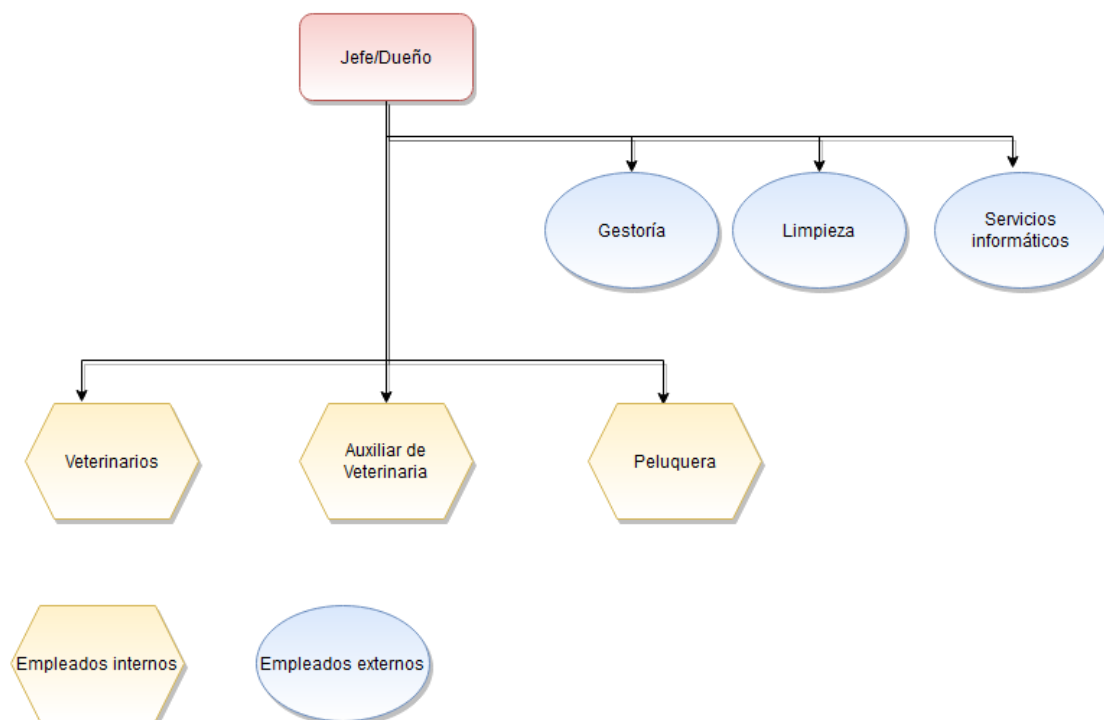 Jefe/Dueño
Gestoría
Limpieza
Servicios
informáticos
Veterinarios
Auxiliar de
Veterinaria
Peluquera
Empleados internos
Empleados externos